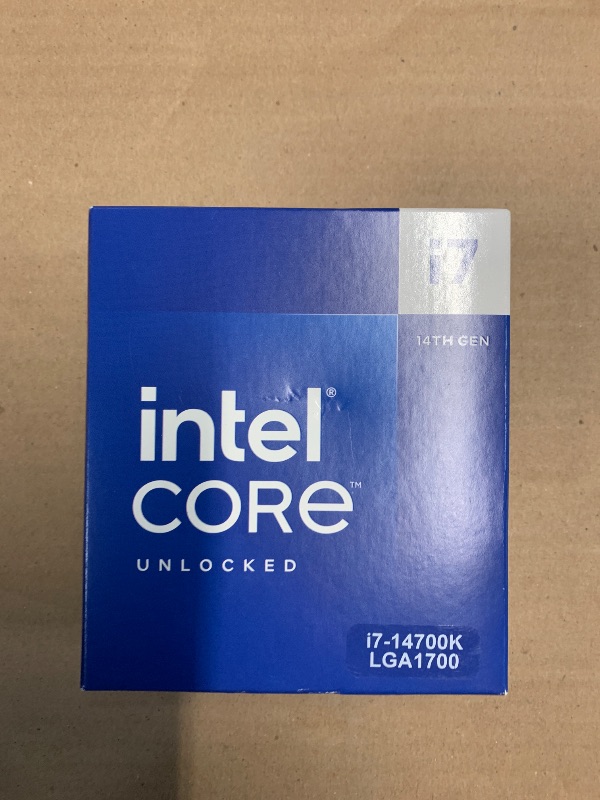 i7
14TH GEN
intel®
CORE™
UNLOCKED
i7-14700K
LGA1700